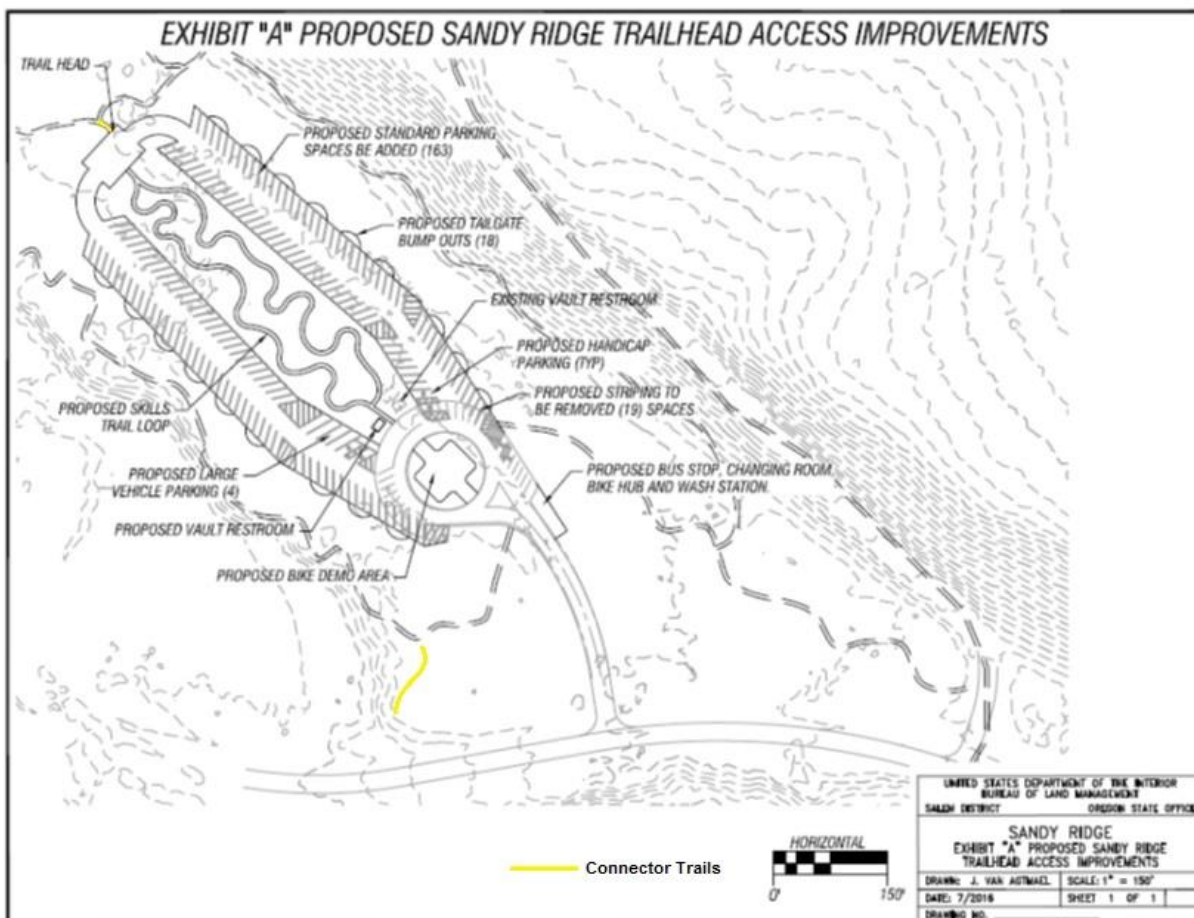 EXHIBIT "A" PROPOSED SANDY RIDGE TRAILHEAD ACCESS IMPROVEMENTS
TRAIL HEAD
PROPOSED STANDARD PARKING
SPACES BE ADDED (163)
PROPOSED TAILGATE
BUMP OUTS (18)
EXISTING VAULT RESTROOM
PROPOSED HANDICAP
PARKING (TYP)
PROPOSED STRIPING TO
BE REMOVED (19) SPACES
PROPOSED SKILLS
TRAIL LOOP
PROPOSED LARGE
VEHICLE PARKING (4)
PROPOSED BUS STOP, CHANGING ROOM
BIKE HUB AND WASH STATION
PROPOSED VAULT RESTROOM
PROPOSED BIKE DEMO AREA
Connector Trails
HORIZONTAL
0' 150'
UNITED STATES DEPARTMENT OF THE INTERIOR
BUREAU OF LAND MANAGEMENT
SALEM DISTRICT OREGON STATE OFFICE
SANDY RIDGE
EXHIBIT "A" PROPOSED SANDY RIDGE
TRAILHEAD ACCESS IMPROVEMENTS
DRAWN: J. VAN AGTMAEL SCALE: 1" = 150'
DATE: 7/2016 SHEET 1 OF 1
DRAWING NO.